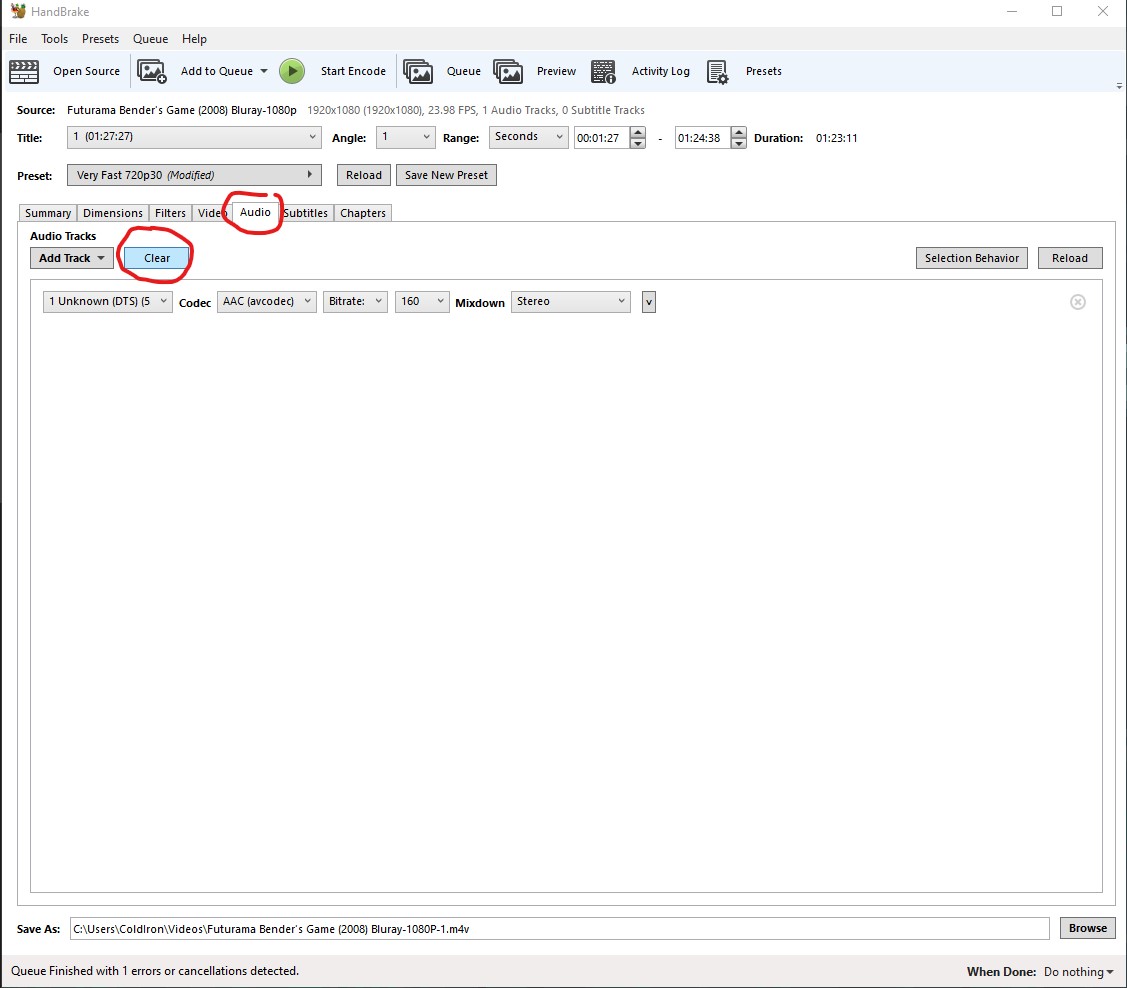 HandBrake
File Tools Presets Queue Help
Open Source Add to Queue Start Encode Queue Preview Activity Log Presets
Source: Futurama Bender's Game (2008) Bluray-1080p 1920x1080 (1920x1080), 23.98 FPS, 1 Audio Tracks, 0 Subtitle Tracks
Title: 1 (01:27:27) Angle: 1 Range: Seconds 00:01:27 - 01:24:38 Duration: 01:23:11
Preset: Very Fast 720p30 (Modified) Reload Save New Preset
Summary Dimensions Filters Video Audio Subtitles Chapters
Audio Tracks
Add Track Clear Selection Behavior Reload
1 Unknown (DTS) (5 Codec AAC (avcodec) Bitrate: 160 Mixdown Stereo v
Save As: C:\Users\ColdIron\Videos\Futurama Bender's Game (2008) Bluray-1080P-1.m4v Browse
Queue Finished with 1 errors or cancellations detected. When Done: Do nothing